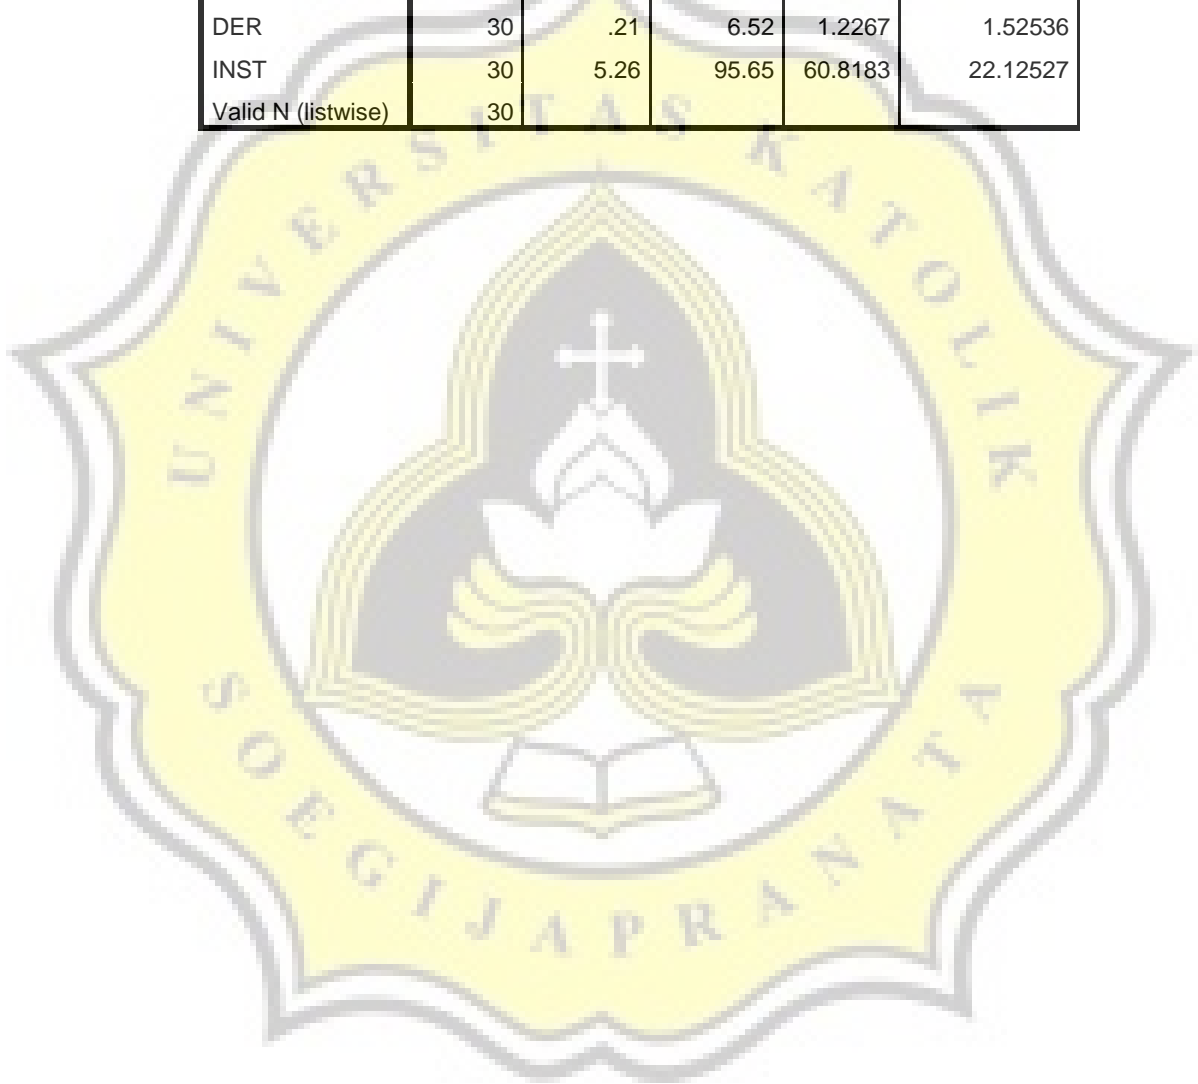 DER 30 .21 6.52 1.2267 1.52536
INST 30 5.26 95.65 60.8183 22.12527
Valid N (listwise) 30
UNIVERSITAS KATOLIK
SOEGIJAPRANATA